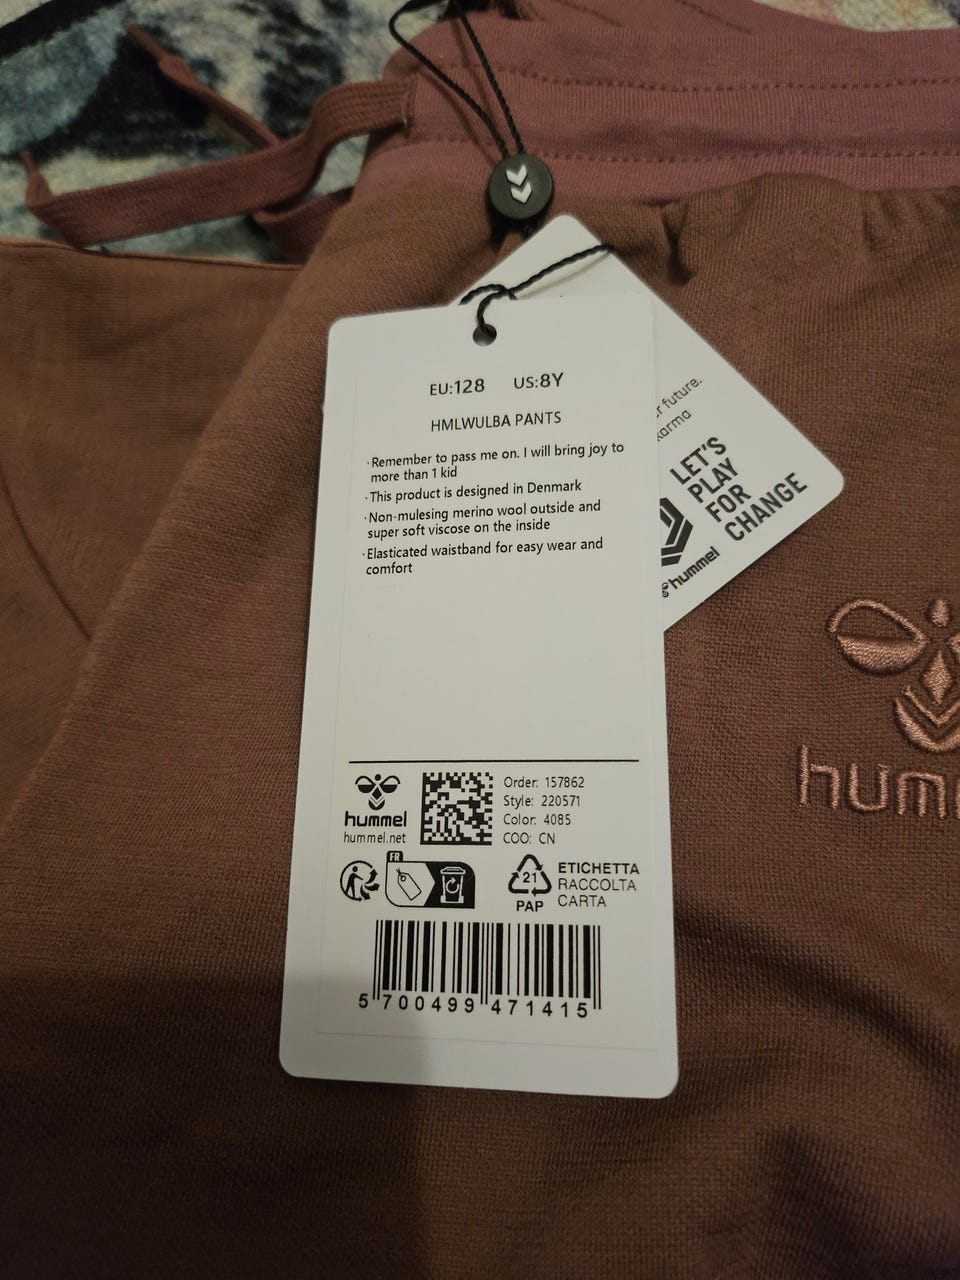 EU:128 US:8Y
HMLWULBA PANTS
·Remember to pass me on. I will bring joy to
more than 1 kid
·This product is designed in Denmark
·Non-mulesing merino wool outside and
super soft viscose on the inside
·Elasticated waistband for easy wear and
comfort
hummel
hummel.net
Order: 157862
Style: 220571
Color: 4085
COO: CN
FR
21
PAP
ETICHETTA
RACCOLTA
CARTA
5 700499 471415
future.
karma
LET'S
PLAY
FOR
CHANGE
hummel
hum